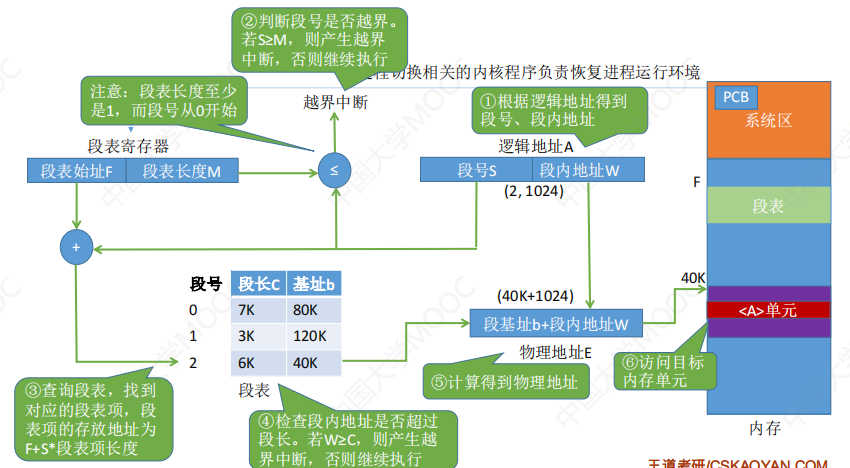 ②判断段号是否越界。
若S≥M，则产生越界
中断，否则继续执行
程切换相关的内核程序负责恢复进程运行环境
注意：段表长度至少
是1，而段号从0开始
越界中断
①根据逻辑地址得到
段号、段内地址
PCB
系统区
段表寄存器
逻辑地址A
段表始址F
段表长度M
≤
段号S
段内地址W
(2, 1024)
F
段表
+
40K
段号
段长C
基址b
0
7K
80K
1
3K
120K
2
6K
40K
段表
(40K+1024)
段基址b+段内地址W
物理地址E
<A>单元
③查询段表，找到
对应的段表项，段
表项的存放地址为
F+S*段表项长度
④检查段内地址是否超过
段长。若W≥C，则产生越
界中断，否则继续执行
⑤计算得到物理地址
⑥访问目标
内存单元
内存
王道考研/CSKAOYAN.COM
中国大学MOOC